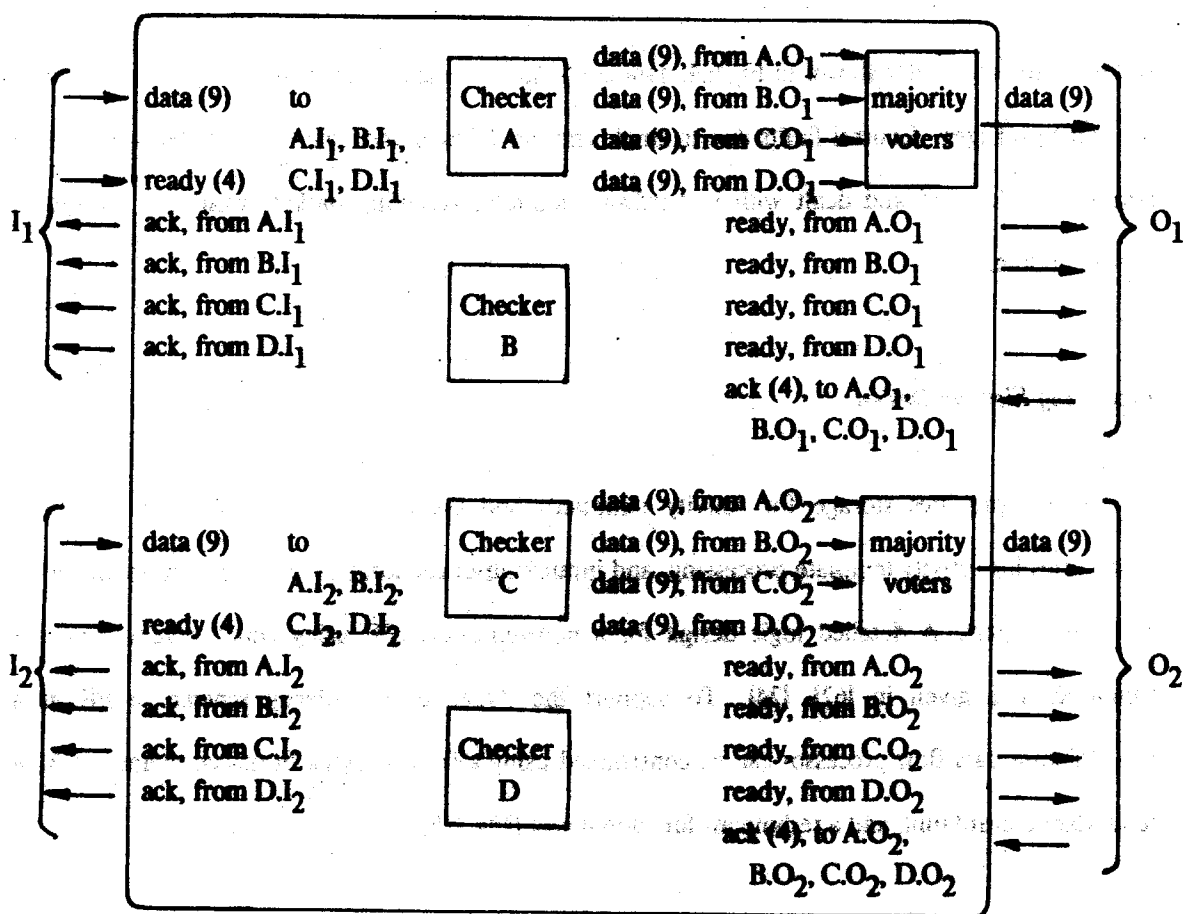 data (9), from A.O1
data (9) to
Checker
A
data (9), from B.O1
majority
voters
data (9)
A.I1, B.I1,
data (9), from C.O1
ready (4) C.I1, D.I1
data (9), from D.O1
I1
ack, from A.I1
ready, from A.O1
O1
ack, from B.I1
ready, from B.O1
ack, from C.I1
Checker
B
ready, from C.O1
ack, from D.I1
ready, from D.O1
ack (4), to A.O1,
B.O1, C.O1, D.O1
data (9), from A.O2
data (9) to
Checker
C
data (9), from B.O2
majority
voters
data (9)
A.I2, B.I2,
data (9), from C.O2
ready (4) C.I2, D.I2
data (9), from D.O2
I2
ack, from A.I2
ready, from A.O2
O2
ack, from B.I2
ready, from B.O2
ack, from C.I2
Checker
D
ready, from C.O2
ack, from D.I2
ready, from D.O2
ack (4), to A.O2,
B.O2, C.O2, D.O2